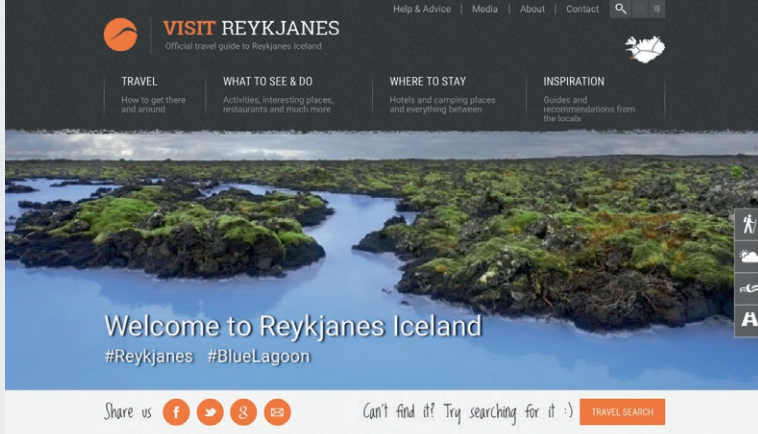 Help & Advice | Media | About | Contact IS
VISIT REYKJANES
Official travel guide to Reykjanes Iceland
TRAVEL
How to get there
and around
WHAT TO SEE & DO
Activities, interesting places,
restaurants and much more
WHERE TO STAY
Hotels and camping places
and everything between
INSPIRATION
Guides and
recommendations from
the locals
Welcome to Reykjanes Iceland
#Reykjanes #BlueLagoon
Share us
Can't find it? Try searching for it :) TRAVEL SEARCH